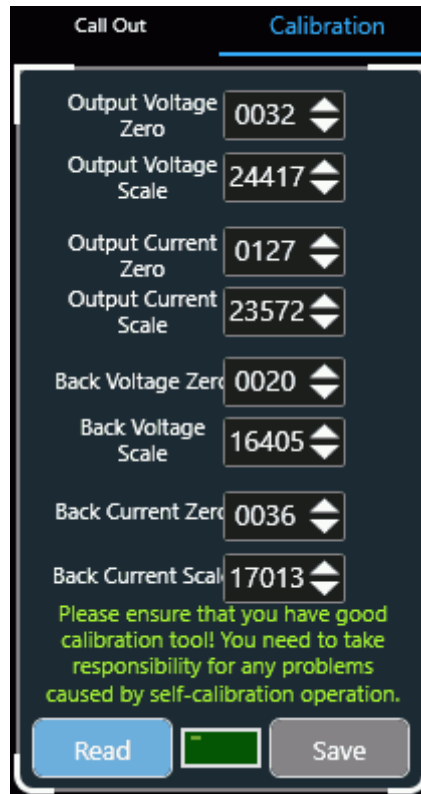 Call Out Calibration
Output Voltage
Zero
0032
Output Voltage
Scale
24417
Output Current
Zero
0127
Output Current
Scale
23572
Back Voltage Zero
0020
Back Voltage
Scale
16405
Back Current Zero
0036
Back Current Scal
17013
Please ensure that you have good
calibration tool! You need to take
responsibility for any problems
caused by self-calibration operation.
Read Save